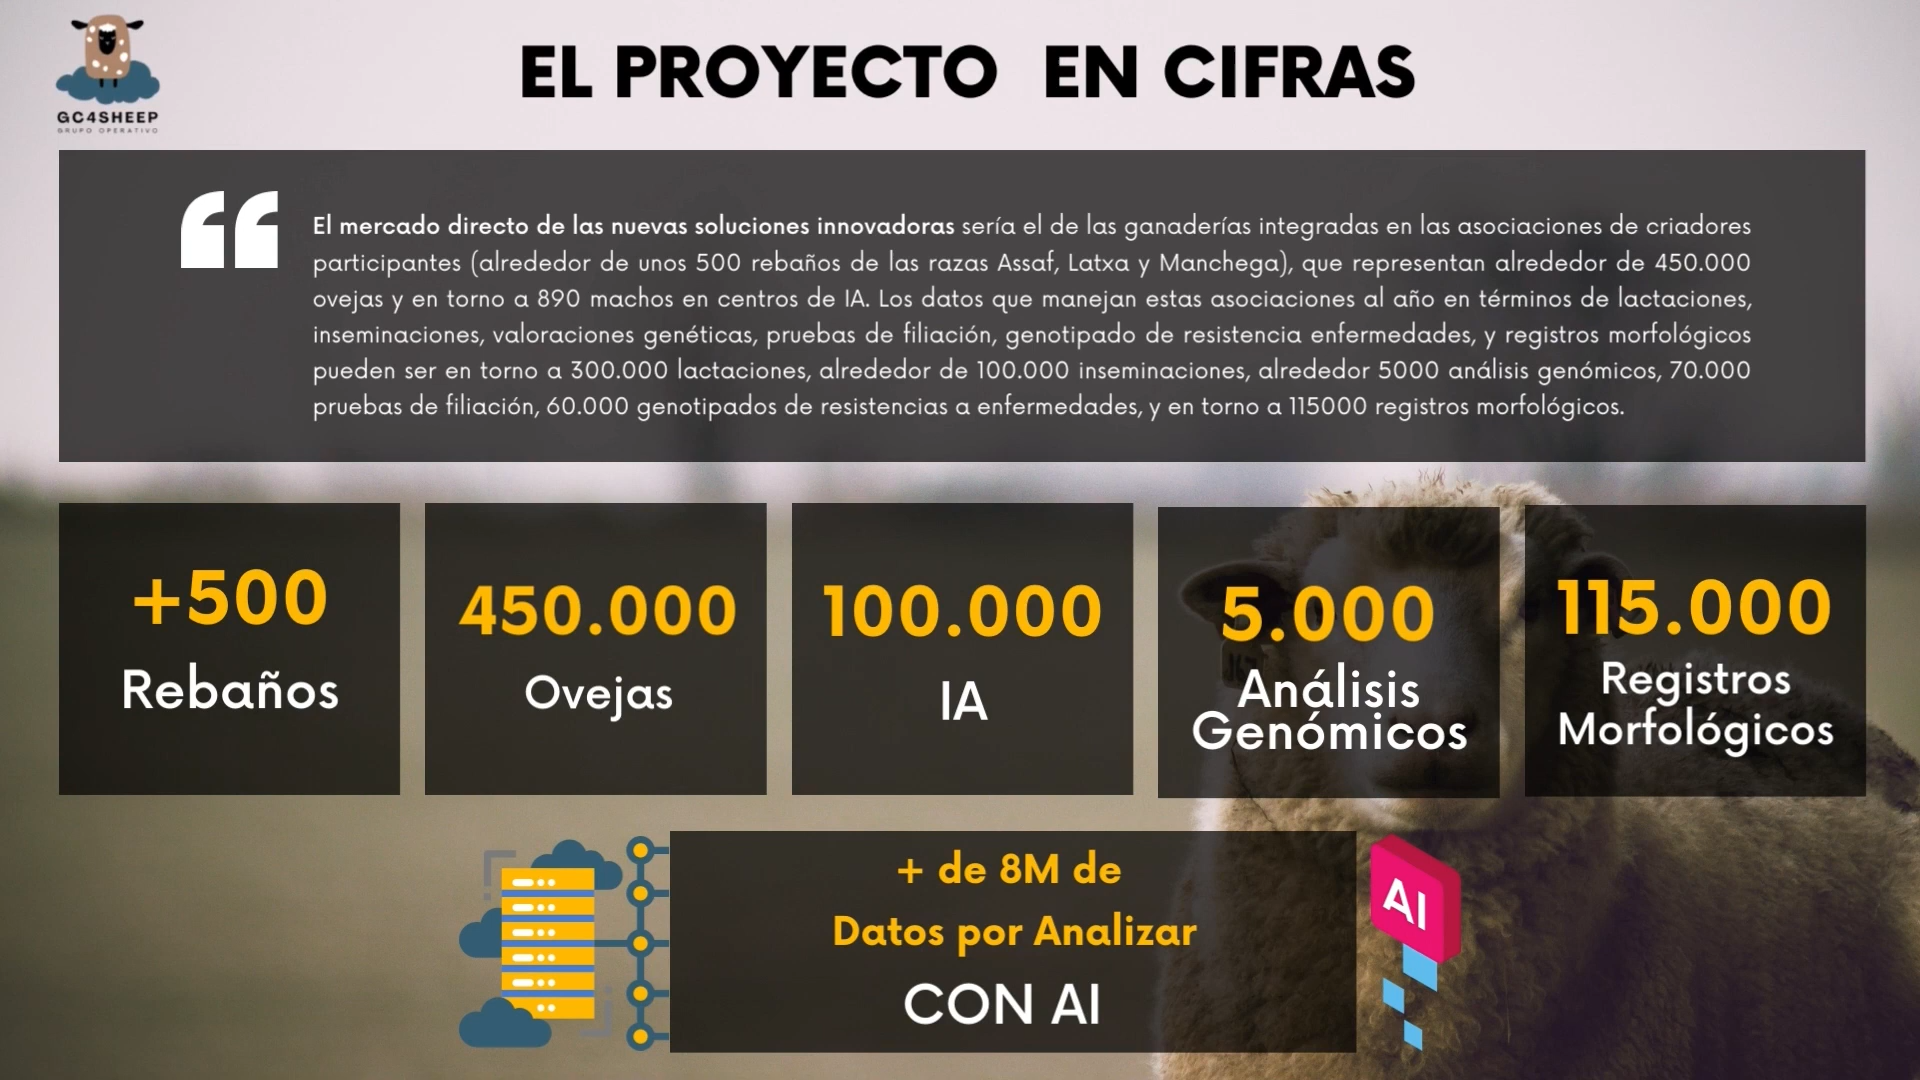 GC4SHEEP
GRUPO OPERATIVO
EL PROYECTO EN CIFRAS
El mercado directo de las nuevas soluciones innovadoras sería el de las ganaderías integradas en las asociaciones de criadores
participantes (alrededor de unos 500 rebaños de las razas Assaf, Latxa y Manchega), que representan alrededor de 450.000
ovejas y en torno a 890 machos en centros de IA. Los datos que manejan estas asociaciones al año en términos de lactaciones,
inseminaciones, valoraciones genéticas, pruebas de filiación, genotipado de resistencia enfermedades, y registros morfológicos
pueden ser en torno a 300.000 lactaciones, alrededor de 100.000 inseminaciones, alrededor 5000 análisis genómicos, 70.000
pruebas de filiación, 60.000 genotipados de resistencias a enfermedades, y en torno a 115000 registros morfológicos.
+500
Rebaños
450.000
Ovejas
100.000
IA
5.000
Análisis
Genómicos
115.000
Registros
Morfológicos
+ de 8M de
Datos por Analizar
CON AI
AI